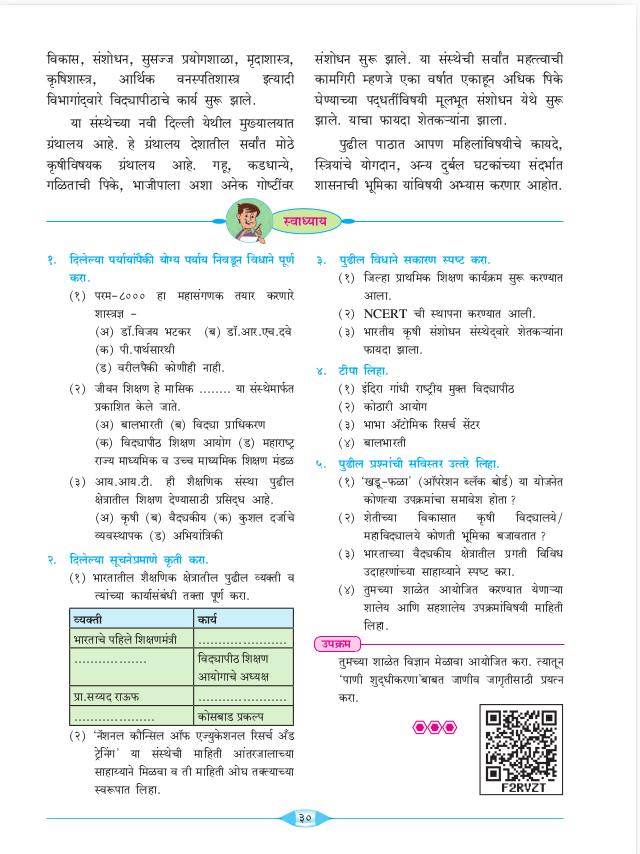 विकास, संशोधन, सुसज्ज प्रयोगशाळा, मृदाशास्त्र,
कृषिशास्त्र, आर्थिक वनस्पतिशास्त्र इत्यादी
विभागांद्‌वारे विद्यापीठाचे कार्य सुरू झाले.
या संस्थेच्या नवी दिल्ली येथील मुख्यालयात
ग्रंथालय आहे. हे ग्रंथालय देशातील सर्वांत मोठे
कृषीविषयक ग्रंथालय आहे. गहू, कडधान्ये,
गळिताची पिके, भाजीपाला अशा अनेक गोष्टींवर
संशोधन सुरू झाले. या संस्थेची सर्वांत महत्त्वाची
कामगिरी म्हणजे एका वर्षात एकाहून अधिक पिके
घेण्याच्या पद्धतींविषयी मूलभूत संशोधन येथे सुरू
झाले. याचा फायदा शेतकऱ्यांना झाला.
पुढील पाठात आपण महिलांविषयीचे कायदे,
स्त्रियांचे योगदान, अन्य दुर्बल घटकांच्या संदर्भात
शासनाची भूमिका यांविषयी अभ्यास करणार आहोत.
स्वाध्याय
१. दिलेल्या पर्यायांपैकी योग्य पर्याय निवडून विधाने पूर्ण
करा.
(१) परम-८००० हा महासंगणक तयार करणारे
शास्त्रज्ञ -
(अ) डॉ.विजय भटकर (ब) डॉ.आर.एच.दवे
(क) पी.पार्थसारथी
(ड) वरीलपैकी कोणीही नाही.
(२) जीवन शिक्षण हे मासिक ........ या संस्थेमार्फत
प्रकाशित केले जाते.
(अ) बालभारती (ब) विद्या प्राधिकरण
(क) विद्यापीठ शिक्षण आयोग (ड) महाराष्ट्र
राज्य माध्यमिक व उच्च माध्यमिक शिक्षण मंडळ
(३) आय.आय.टी. ही शैक्षणिक संस्था पुढील
क्षेत्रातील शिक्षण देण्यासाठी प्रसिद्ध आहे.
(अ) कृषी (ब) वैद्यकीय (क) कुशल दर्जाचे
व्यवस्थापक (ड) अभियांत्रिकी
२. दिलेल्या सूचनेप्रमाणे कृती करा.
(१) भारतातील शैक्षणिक क्षेत्रातील पुढील व्यक्ती व
त्यांच्या कार्यासंबंधी तक्ता पूर्ण करा.
व्यक्ती कार्य
भारताचे पहिले शिक्षणमंत्री ......................
.................. विद्यापीठ शिक्षण
आयोगाचे अध्यक्ष
प्रा.सय्यद राऊफ ......................
.................... कोसबाड प्रकल्प
(२) ‘नॅशनल कौन्सिल ऑफ एज्युकेशनल रिसर्च अँड
ट्रेनिंग’ या संस्थेची माहिती आंतरजालाच्या
साहाय्याने मिळवा व ती माहिती ओघ तक्त्याच्या
स्वरूपात लिहा.
३. पुढील विधाने सकारण स्पष्ट करा.
(१) जिल्हा प्राथमिक शिक्षण कार्यक्रम सुरू करण्यात
आला.
(२) NCERT ची स्थापना करण्यात आली.
(३) भारतीय कृषी संशोधन संस्थेद्‌वारे शेतकऱ्यांना
फायदा झाला.
४. टीपा लिहा.
(१) इंदिरा गांधी राष्ट्रीय मुक्त विद्यापीठ
(२) कोठारी आयोग
(३) भाभा ॲटोमिक रिसर्च सेंटर
(४) बालभारती
५. पुढील प्रश्नांची सविस्तर उत्तरे लिहा.
(१) ‘खडू-फळा’ (ऑपरेशन ब्लॅक बोर्ड) या योजनेत
कोणत्या उपक्रमांचा समावेश होता ?
(२) शेतीच्या विकासात कृषी विद्यालये/
महाविद्यालये कोणती भूमिका बजावतात ?
(३) भारताच्या वैद्यकीय क्षेत्रातील प्रगती विविध
उदाहरणांच्या साहाय्याने स्पष्ट करा.
(४) तुमच्या शाळेत आयोजित करण्यात येणाऱ्या
शालेय आणि सहशालेय उपक्रमांविषयी माहिती
लिहा.
उपक्रम
तुमच्या शाळेत विज्ञान मेळावा आयोजित करा. त्यातून
‘पाणी शुद्धीकरणा’बाबत जाणीव जागृतीसाठी प्रयत्न
करा.
F2RVZT
३०